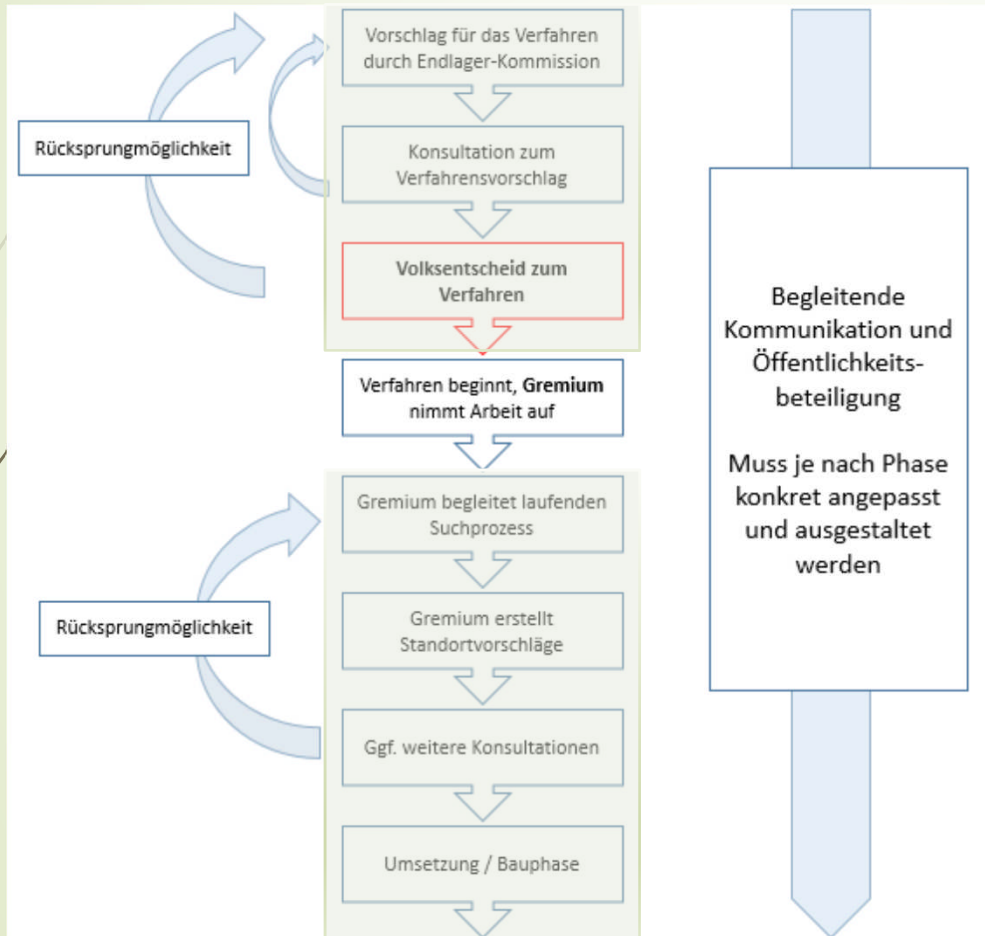 Vorschlag für das Verfahren
durch Endlager-Kommission
Rücksprungmöglichkeit
Konsultation zum
Verfahrensvorschlag
Volksentscheid zum
Verfahren
Verfahren beginnt, Gremium
nimmt Arbeit auf
Gremium begleitet laufenden
Suchprozess
Rücksprungmöglichkeit
Gremium erstellt
Standortvorschläge
Ggf. weitere Konsultationen
Umsetzung / Bauphase
Begleitende
Kommunikation und
Öffentlichkeits-
beteiligung
Muss je nach Phase
konkret angepasst
und ausgestaltet
werden